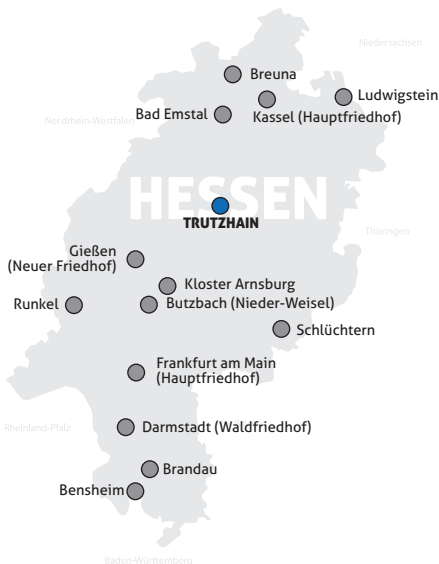 Niedersachsen
Breuna
Ludwigstein
Bad Emstal
Kassel (Hauptfriedhof)
Nordrhein-Westfalen
HESSEN
TRUTZHAIN
Thüringen
Gießen
(Neuer Friedhof)
Kloster Arnsburg
Runkel
Butzbach (Nieder-Weisel)
Schlüchtern
Frankfurt am Main
(Hauptfriedhof)
Rheinland-Pfalz
Darmstadt (Waldfriedhof)
Brandau
Bensheim
Baden-Württemberg